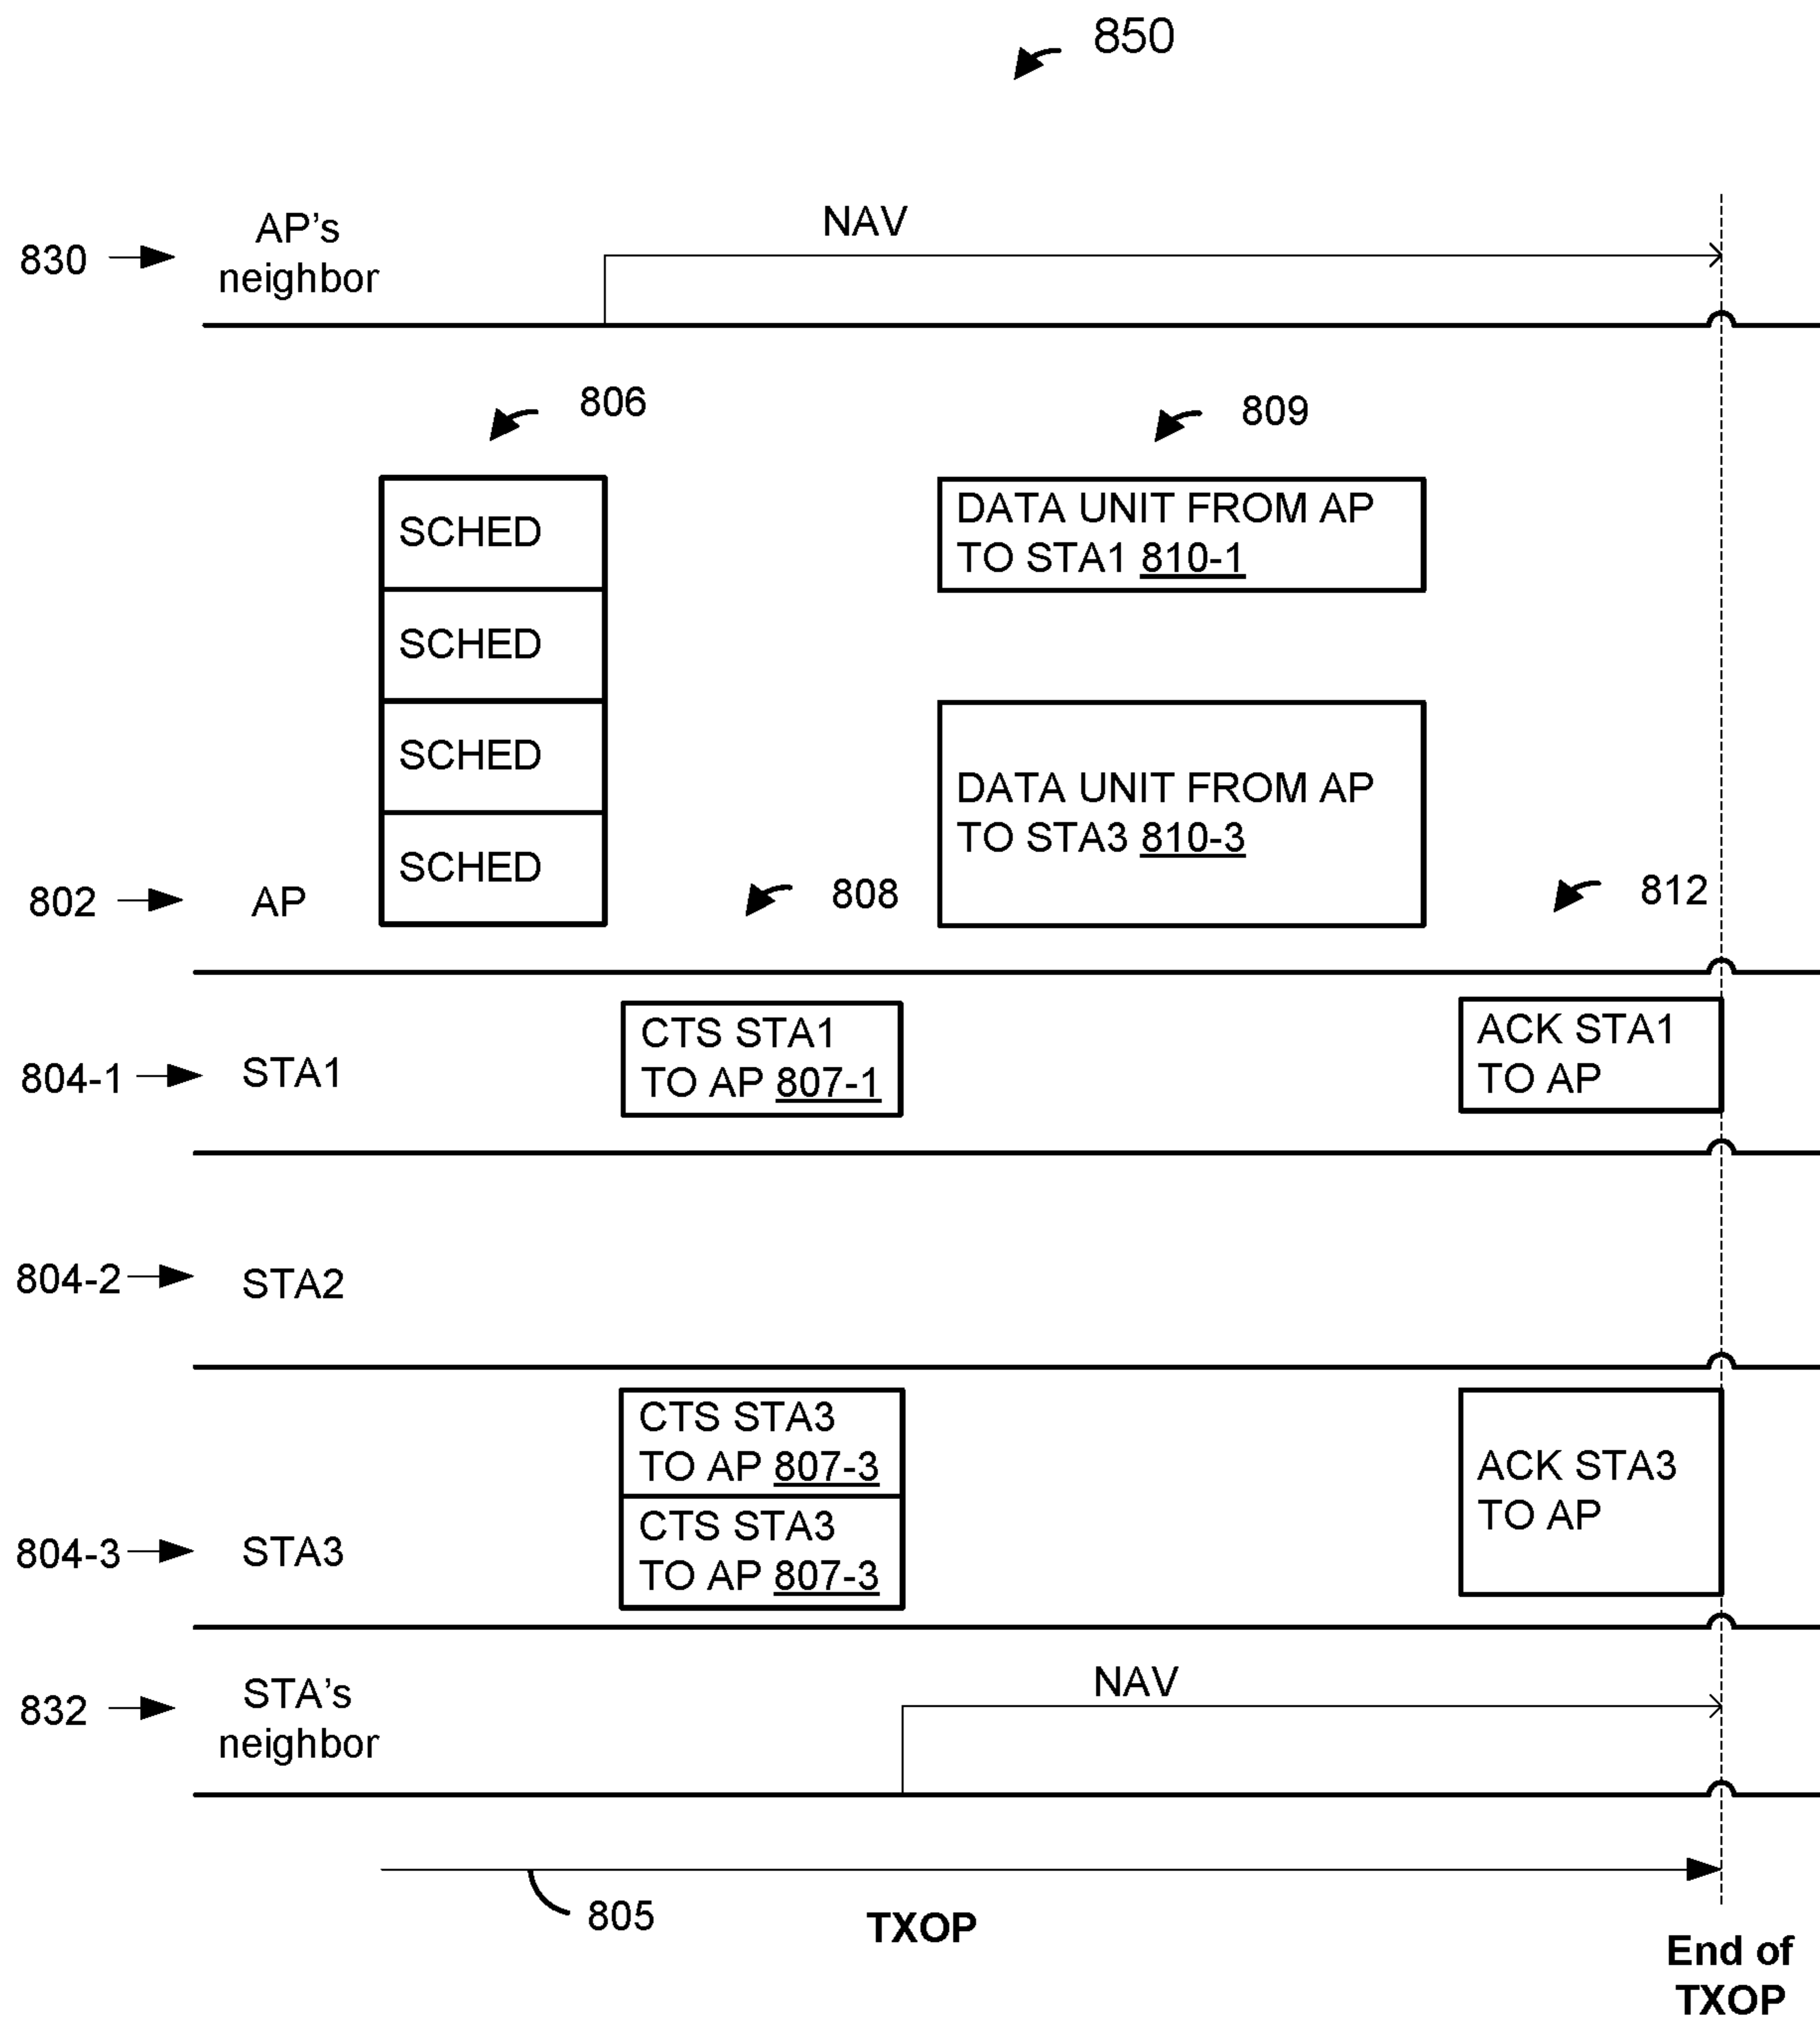 850
830
AP's
neighbor
NAV
806
809
SCHED
SCHED
SCHED
SCHED
DATA UNIT FROM AP
TO STA1 810-1
DATA UNIT FROM AP
TO STA3 810-3
802
AP
808
812
804-1
STA1
CTS STA1
TO AP 807-1
ACK STA1
TO AP
804-2
STA2
804-3
STA3
CTS STA3
TO AP 807-3
CTS STA3
TO AP 807-3
ACK STA3
TO AP
832
STA's
neighbor
NAV
805
TXOP
End of
TXOP